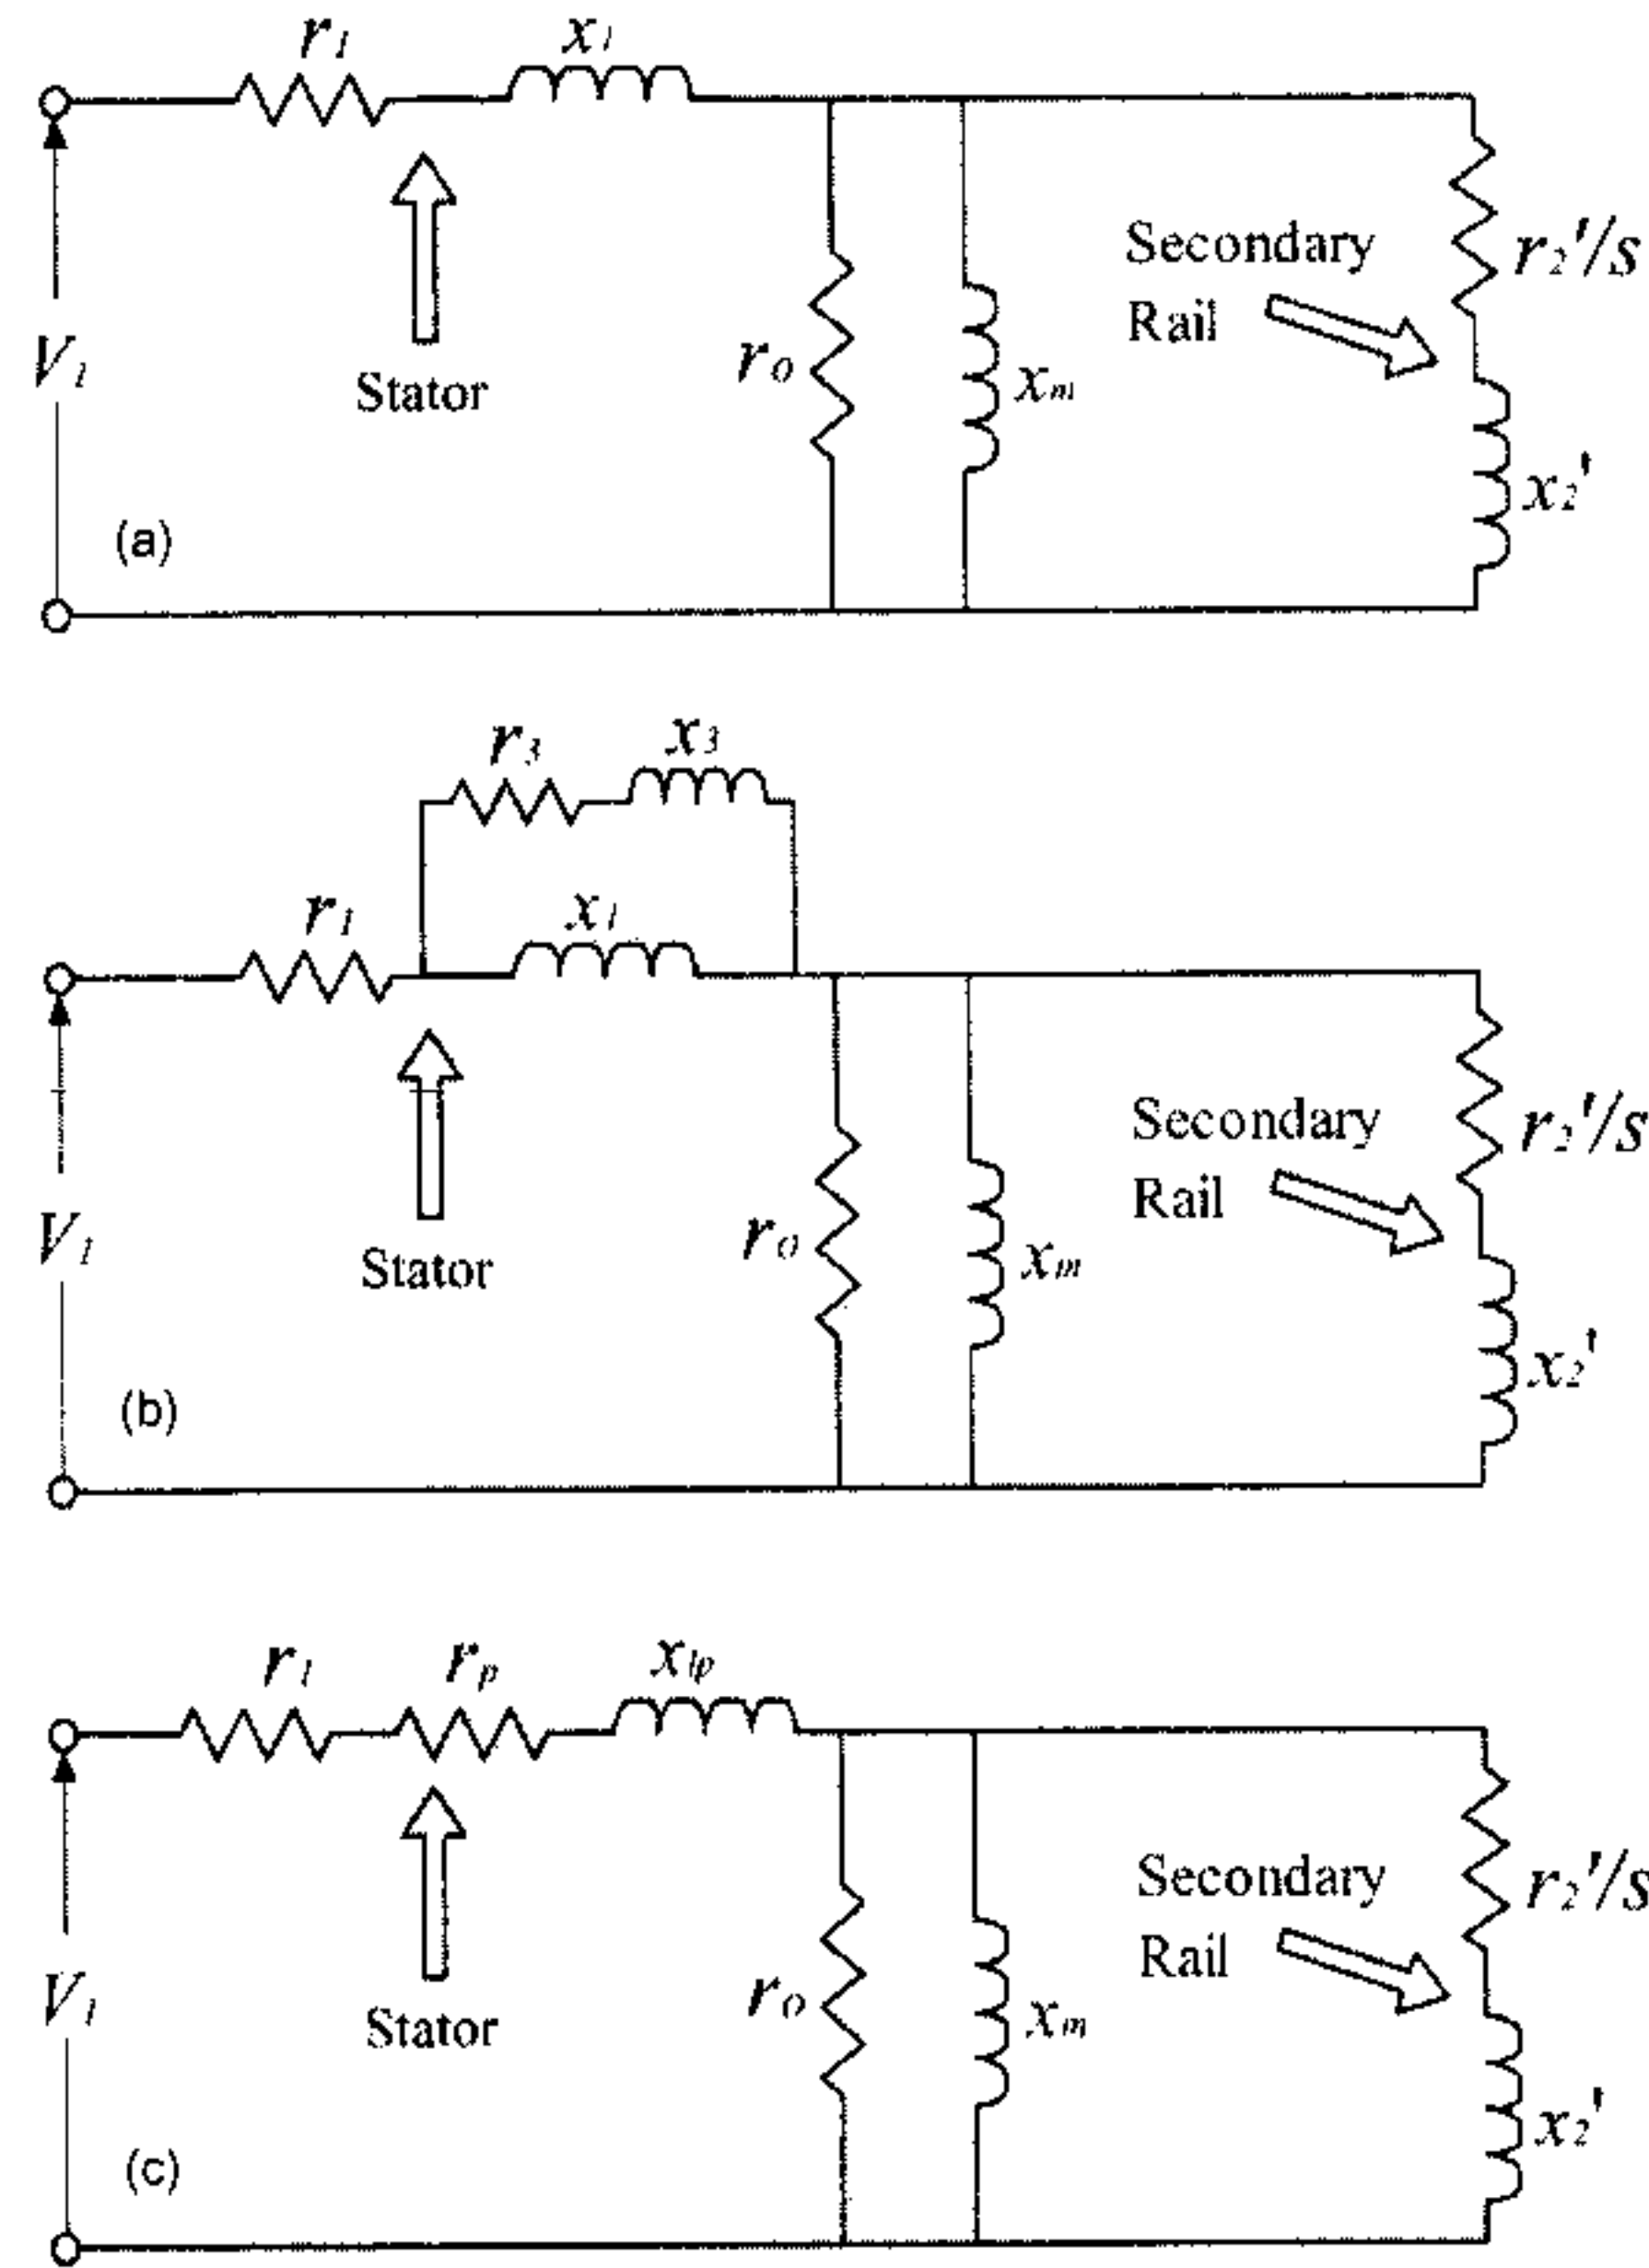 r₁ x₁
Secondary
Rail
r₂'/s
V₁
Stator
r₀
xₘ
x₂'
(a)
r₃ x₃
r₁ x₁
Secondary
Rail
r₂'/s
V₁
Stator
r₀
xₘ
x₂'
(b)
r₁ rₚ x₁ₚ
Secondary
Rail
r₂'/s
V₁
Stator
r₀
xₘ
x₂'
(c)